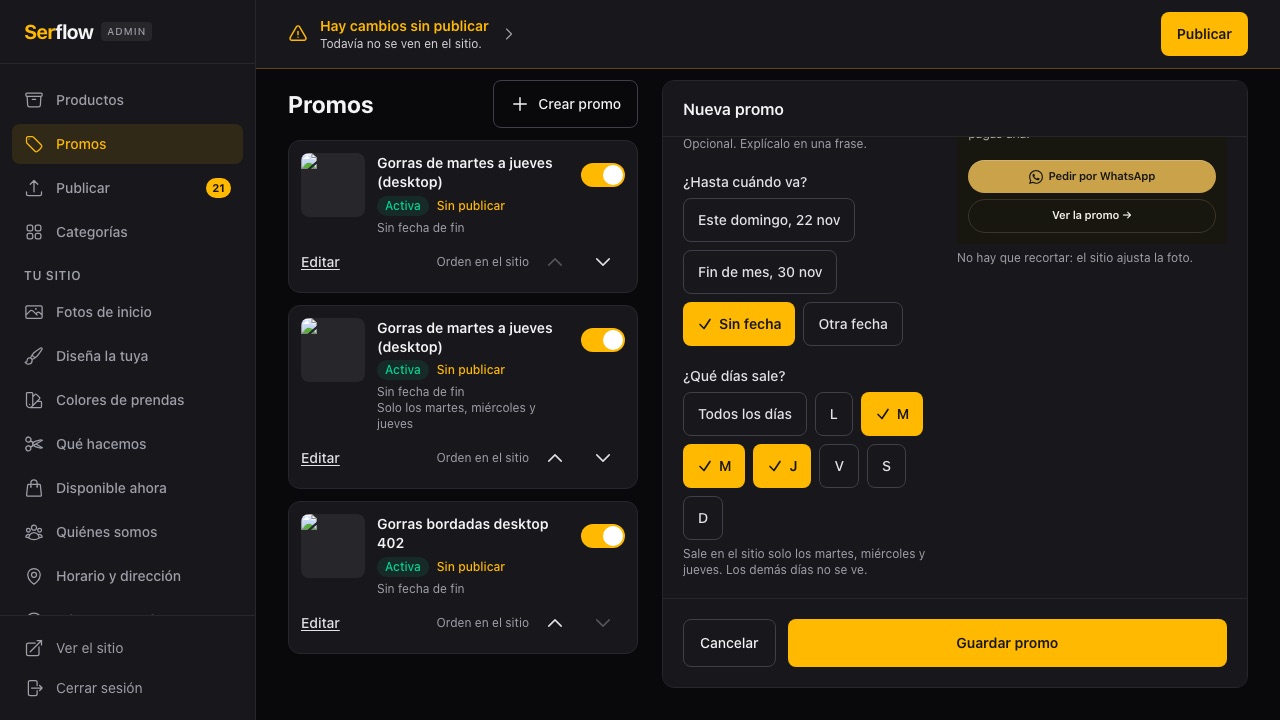 Serflow ADMIN
Productos
Promos
Publicar 21
Categorías
TU SITIO
Fotos de inicio
Diseña la tuya
Colores de prendas
Qué hacemos
Disponible ahora
Quiénes somos
Horario y dirección
Ver el sitio
Cerrar sesión
Hay cambios sin publicar
Todavía no se ven en el sitio.
Publicar
Promos
Crear promo
Gorras de martes a jueves
(desktop)
Activa Sin publicar
Sin fecha de fin
Editar Orden en el sitio
Gorras de martes a jueves
(desktop)
Activa Sin publicar
Sin fecha de fin
Solo los martes, miércoles y
jueves
Editar Orden en el sitio
Gorras bordadas desktop
402
Activa Sin publicar
Sin fecha de fin
Editar Orden en el sitio
Nueva promo
Opcional. Explícalo en una frase.
¿Hasta cuándo va?
Este domingo, 22 nov
Fin de mes, 30 nov
Sin fecha Otra fecha
¿Qué días sale?
Todos los días L M
M J V S
D
Sale en el sitio solo los martes, miércoles y
jueves. Los demás días no se ve.
Pedir por WhatsApp
Ver la promo →
No hay que recortar: el sitio ajusta la foto.
Cancelar Guardar promo